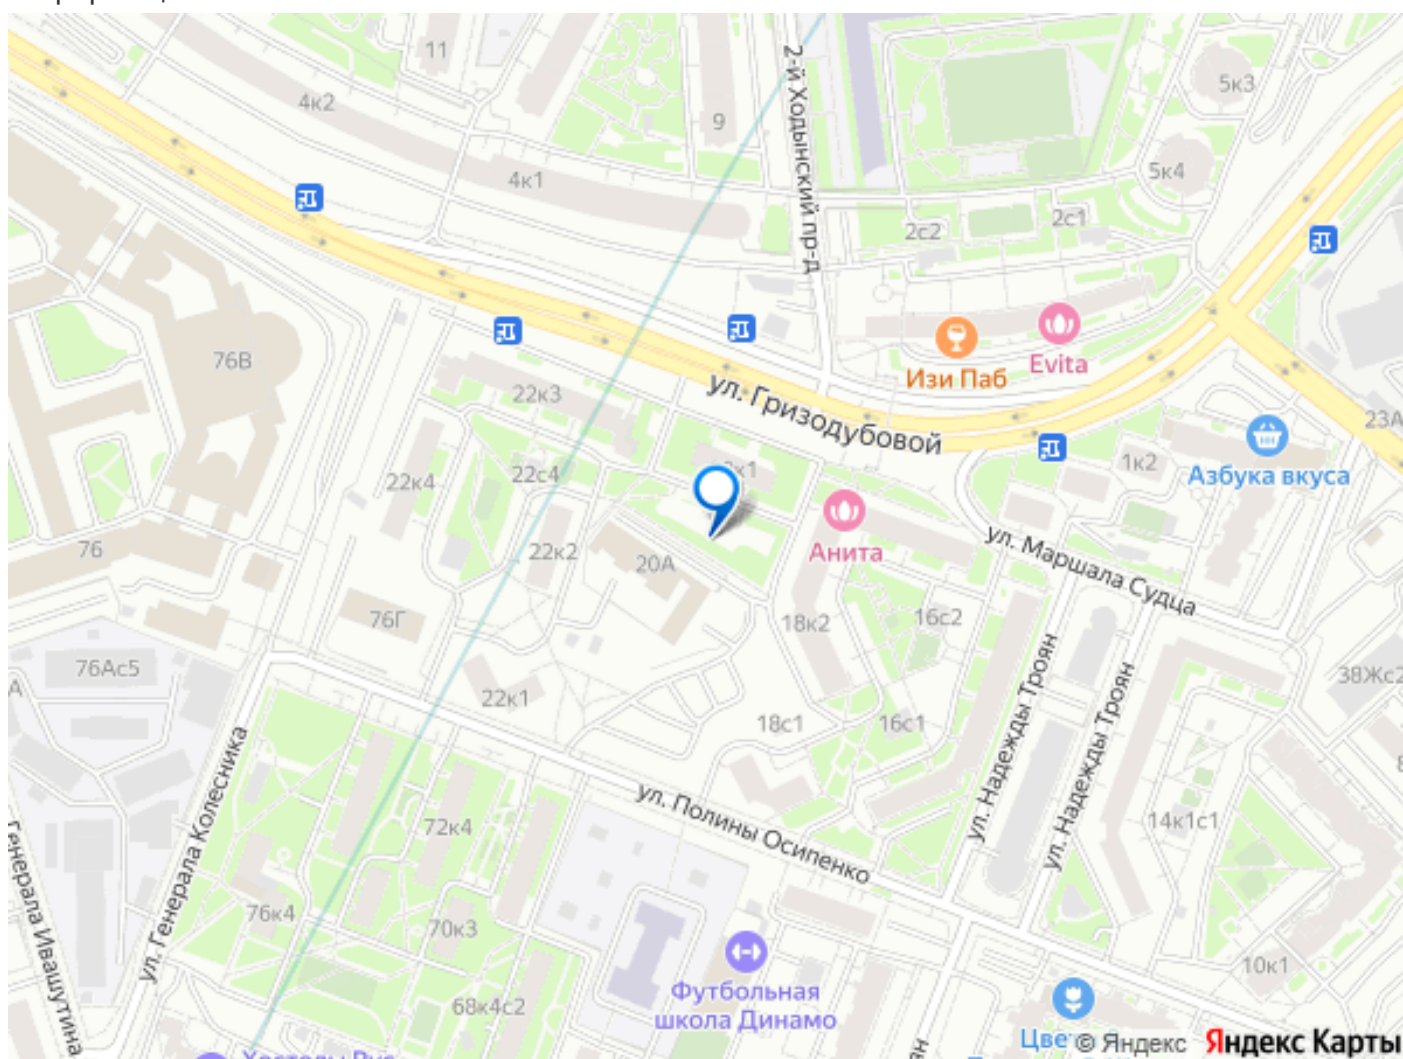 11
4к2
9
5к3
2-й Ходынский пр-д
4к1
5к4
2с2
2с1
76В
Изи Паб
Evita
22к3
ул. Гризодубовой
23А
22к4
22с4
1к2
Азбука вкуса
76
22к2
20А
Анита
ул. Маршала Судца
76Г
18к2
16с2
76Ас5
22к1
18с1
16с1
38Жс2
ул. Генерала Колесника
ул. Надежды Троян
ул. Надежды Троян
72к4
ул. Полины Осипенко
14к1с1
Генерала Ивашутина
76к4
70к3
10к1
68к4с2
Футбольная
школа Динамо
© Яндекс Яндекс Карты